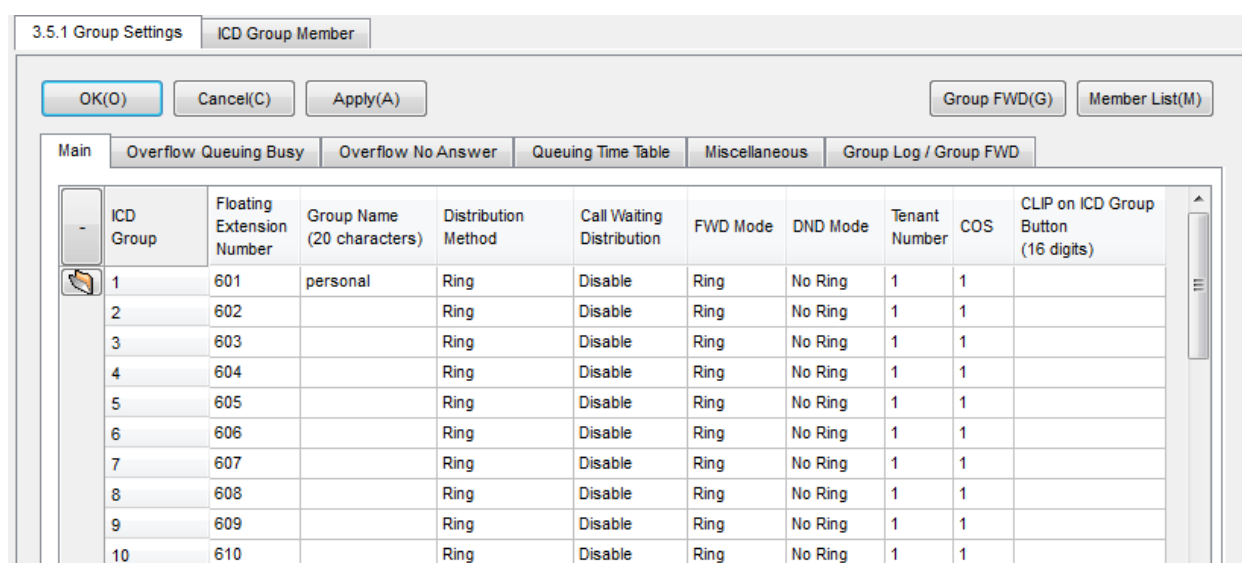 3.5.1 Group Settings ICD Group Member
OK(O) Cancel(C) Apply(A) Group FWD(G) Member List(M)
Main Overflow Queuing Busy Overflow No Answer Queuing Time Table Miscellaneous Group Log / Group FWD
- ICD Group Floating Extension Number Group Name (20 characters) Distribution Method Call Waiting Distribution FWD Mode DND Mode Tenant Number COS CLIP on ICD Group Button (16 digits)
1 601 personal Ring Disable Ring No Ring 1 1
2 602 Ring Disable Ring No Ring 1 1
3 603 Ring Disable Ring No Ring 1 1
4 604 Ring Disable Ring No Ring 1 1
5 605 Ring Disable Ring No Ring 1 1
6 606 Ring Disable Ring No Ring 1 1
7 607 Ring Disable Ring No Ring 1 1
8 608 Ring Disable Ring No Ring 1 1
9 609 Ring Disable Ring No Ring 1 1
10 610 Ring Disable Ring No Ring 1 1